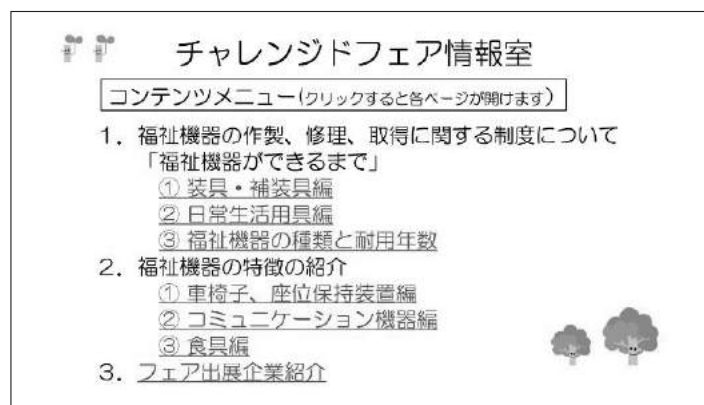 チャレンジドフェア情報室
コンテンツメニュー(クリックすると各ページが開けます)
1. 福祉機器の作製、修理、取得に関する制度について
「福祉機器ができるまで」
① 装具・補装具編
② 日常生活用具編
③ 福祉機器の種類と耐用年数
2. 福祉機器の特徴の紹介
① 車椅子、座位保持装置編
② コミュニケーション機器編
③ 食具編
3. フェア出展企業紹介